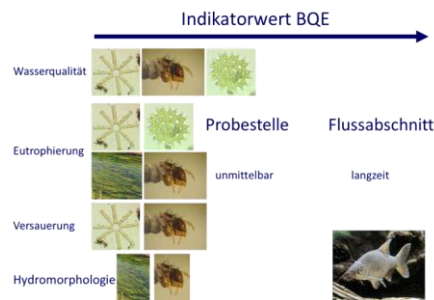 Indikatorwert BQE
Wasserqualität
Eutrophierung
Probestelle
Flussabschnitt
unmittelbar
langzeit
Versauerung
Hydromorphologie